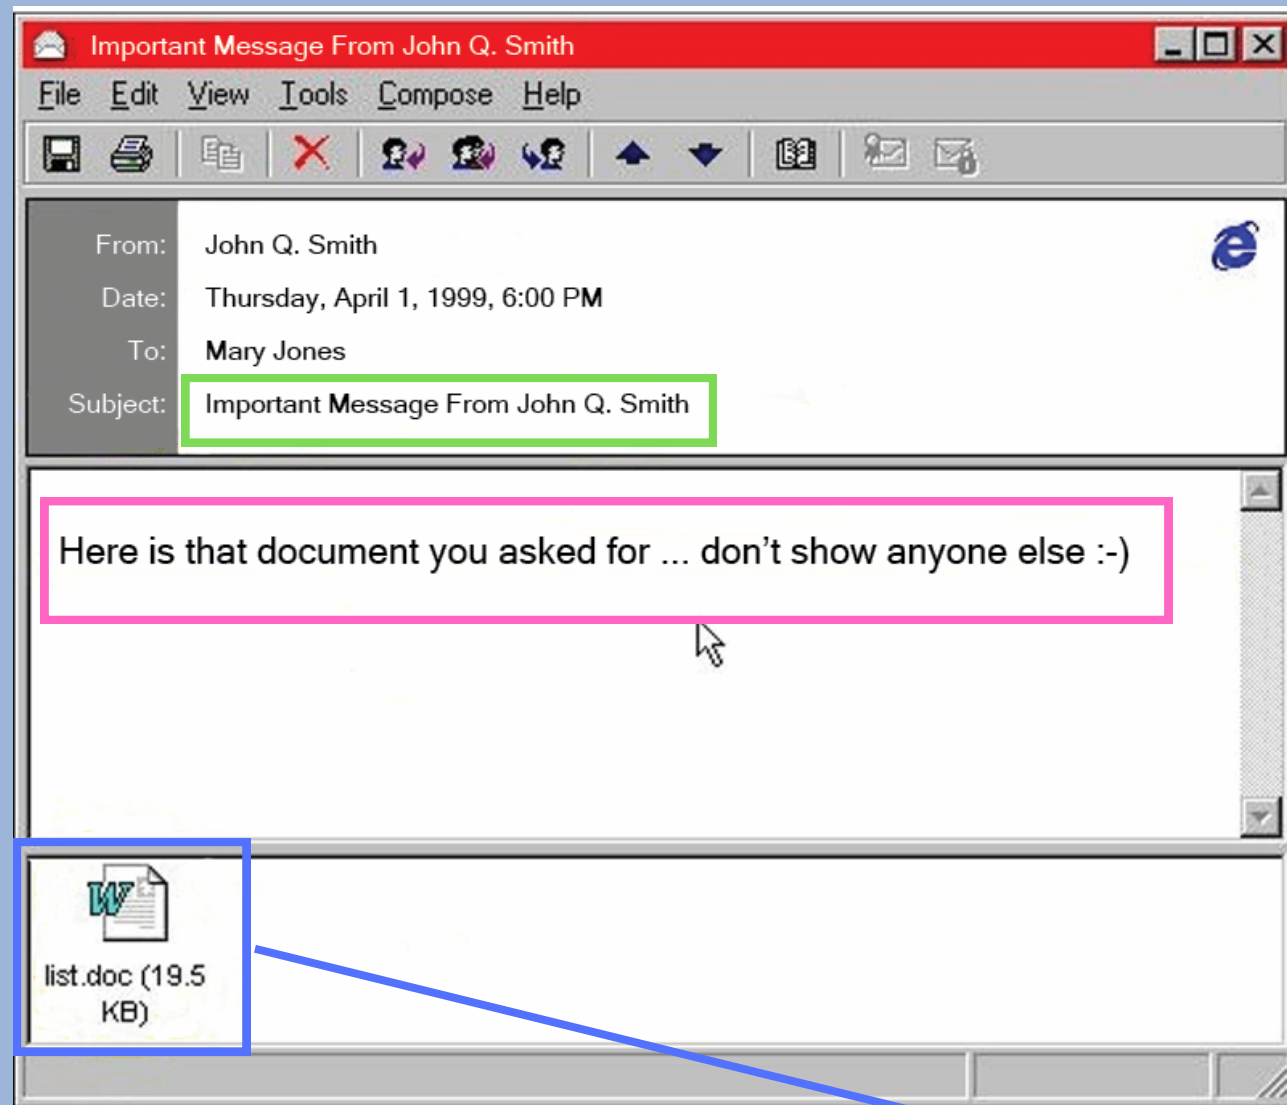 Important Message From John Q. Smith
File Edit View Tools Compose Help
From: John Q. Smith
Date: Thursday, April 1, 1999, 6:00 PM
To: Mary Jones
Subject: Important Message From John Q. Smith
Here is that document you asked for ... don't show anyone else :-)
W
list.doc (19.5
KB)